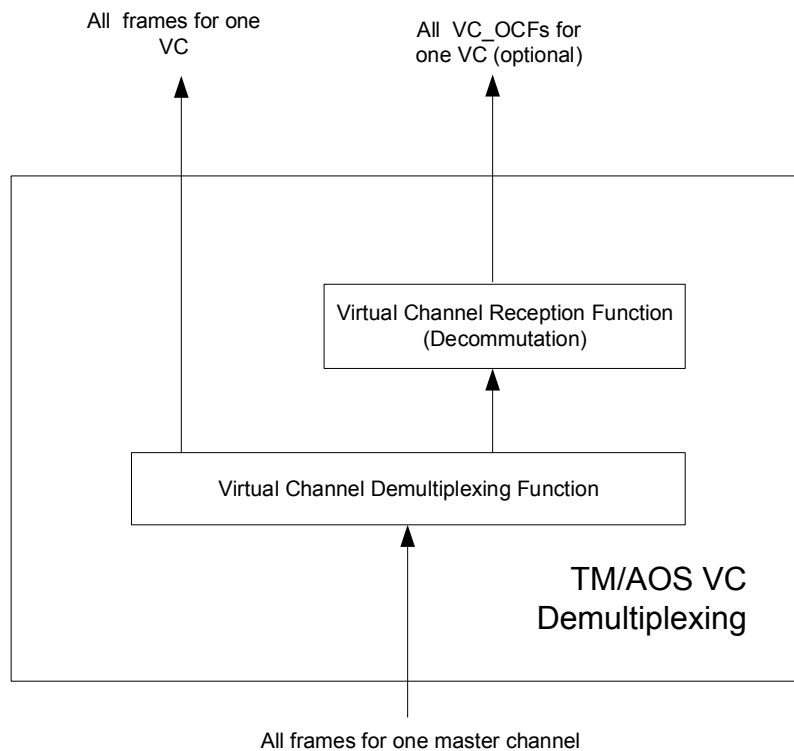 All frames for one
VC
All VC_OCFs for
one VC (optional)
Virtual Channel Reception Function
(Decommutation)
Virtual Channel Demultiplexing Function
TM/AOS VC
Demultiplexing
All frames for one master channel